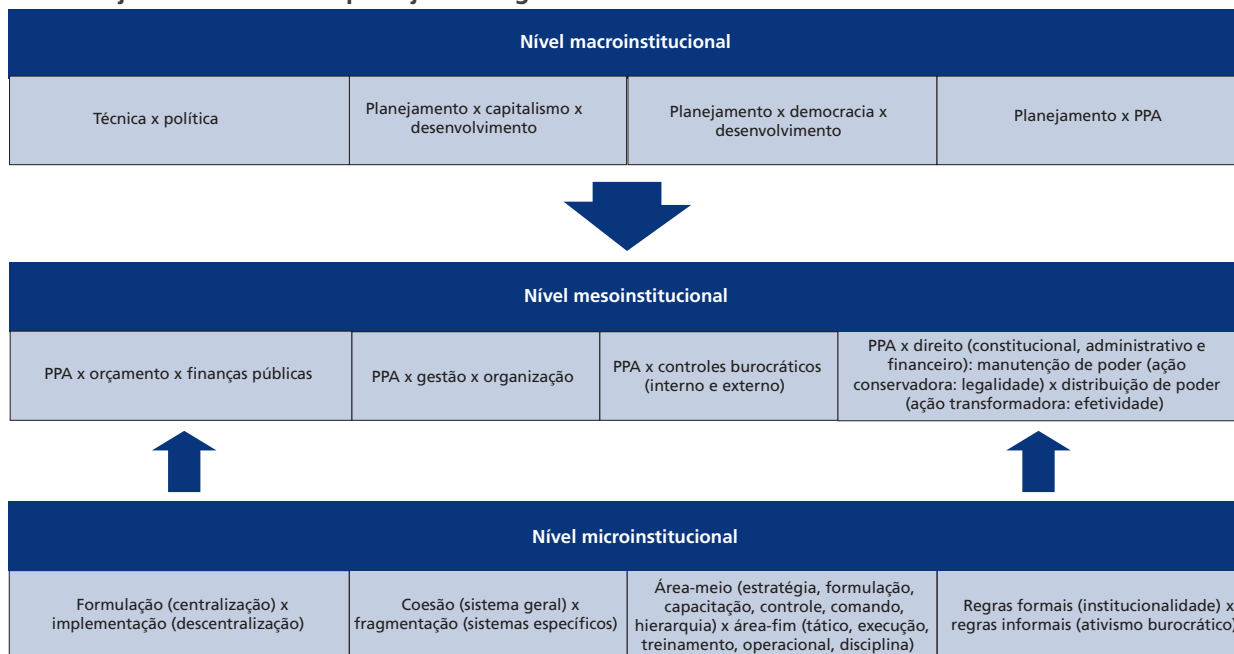 Nível macroinstitucional
Técnica x política
Planejamento x capitalismo x
desenvolvimento
Planejamento x democracia x
desenvolvimento
Planejamento x PPA
Nível mesoinstitucional
PPA x orçamento x finanças públicas
PPA x gestão x organização
PPA x controles burocráticos
(interno e externo)
PPA x direito (constitucional, administrativo e
financeiro): manutenção de poder (ação
conservadora: legalidade) x distribuição de poder
(ação transformadora: efetividade)
Nível microinstitucional
Formulação (centralização) x
implementação (descentralização)
Coesão (sistema geral) x
fragmentação (sistemas específicos)
Área-meio (estratégia, formulação,
capacitação, controle, comando,
hierarquia) x área-fim (tático, execução,
treinamento, operacional, disciplina)
Regras formais (institucionalidade) x
regras informais (ativismo burocrático)